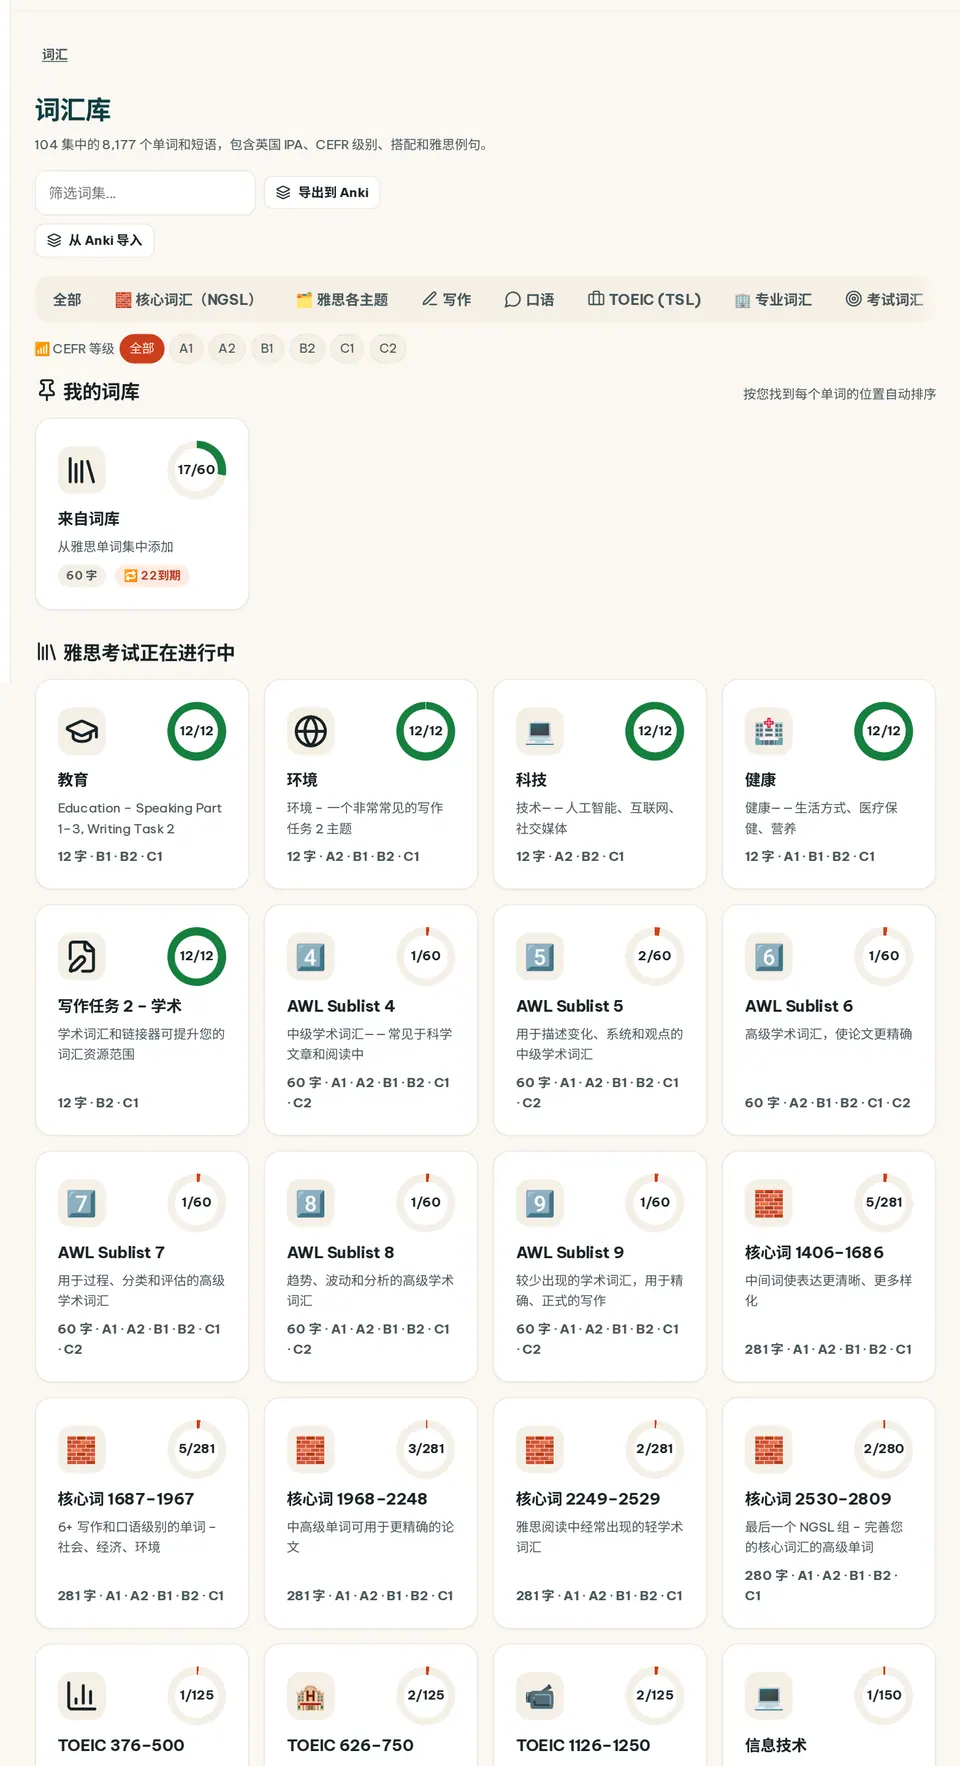 词汇
词汇库
104 集中的 8,177 个单词和短语，包含英国 IPA、CEFR 级别、搭配和雅思例句。
筛选词集...
导出到 Anki
从 Anki 导入
全部 核心词汇（NGSL） 雅思各主题 写作 口语 TOEIC (TSL) 专业词汇 考试词汇
CEFR 等级 全部 A1 A2 B1 B2 C1 C2
我的词库
按您找到每个单词的位置自动排序
17/60
来自词库
从雅思单词集中添加
60 字 22到期
雅思考试正在进行中
12/12
教育
Education – Speaking Part
1–3, Writing Task 2
12 字 · B1 · B2 · C1
12/12
环境
环境 – 一个非常常见的写作
任务 2 主题
12 字 · A2 · B1 · B2 · C1
12/12
科技
技术——人工智能、互联网、
社交媒体
12 字 · A2 · B2 · C1
12/12
健康
健康——生活方式、医疗保
健、营养
12 字 · A1 · B1 · B2 · C1
12/12
写作任务 2 – 学术
学术词汇和链接器可提升您的
词汇资源范围
12 字 · B2 · C1
4
1/60
AWL Sublist 4
中级学术词汇——常见于科学
文章和阅读中
60 字 · A1 · A2 · B1 · B2 · C1
· C2
5
2/60
AWL Sublist 5
用于描述变化、系统和观点的
中级学术词汇
60 字 · A1 · A2 · B1 · B2 · C1
· C2
6
1/60
AWL Sublist 6
高级学术词汇，使论文更精确
60 字 · A2 · B1 · B2 · C1 · C2
7
1/60
AWL Sublist 7
用于过程、分类和评估的高级
学术词汇
60 字 · A1 · A2 · B1 · B2 · C1
· C2
8
1/60
AWL Sublist 8
趋势、波动和分析的高级学术
词汇
60 字 · A1 · A2 · B1 · B2 · C1
· C2
9
1/60
AWL Sublist 9
较少出现的学术词汇，用于精
确、正式的写作
60 字 · A1 · A2 · B1 · B2 · C1
· C2
5/281
核心词 1406–1686
中间词使表达更清晰、更多样
化
281 字 · A1 · A2 · B1 · B2 · C1
5/281
核心词 1687–1967
6+ 写作和口语级别的单词 –
社会、经济、环境
281 字 · A1 · A2 · B1 · B2 · C1
3/281
核心词 1968–2248
中高级单词可用于更精确的论
文
281 字 · A1 · A2 · B1 · B2 · C1
2/281
核心词 2249–2529
雅思阅读中经常出现的轻学术
词汇
281 字 · A1 · A2 · B1 · B2 · C1
2/280
核心词 2530–2809
最后一个 NGSL 组 – 完善您
的核心词汇的高级单词
280 字 · A1 · A2 · B1 · B2 ·
C1
1/125
TOEIC 376–500
H
2/125
TOEIC 626–750
2/125
TOEIC 1126–1250
1/150
信息技术